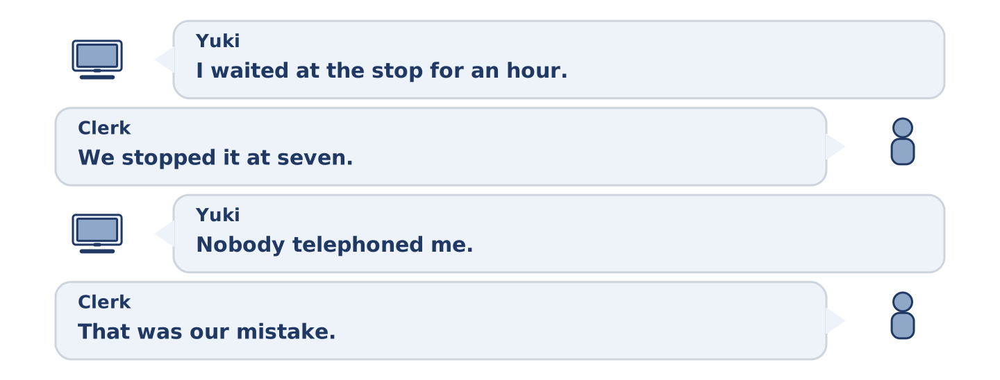 Yuki
I waited at the stop for an hour.
Clerk
We stopped it at seven.
Yuki
Nobody telephoned me.
Clerk
That was our mistake.